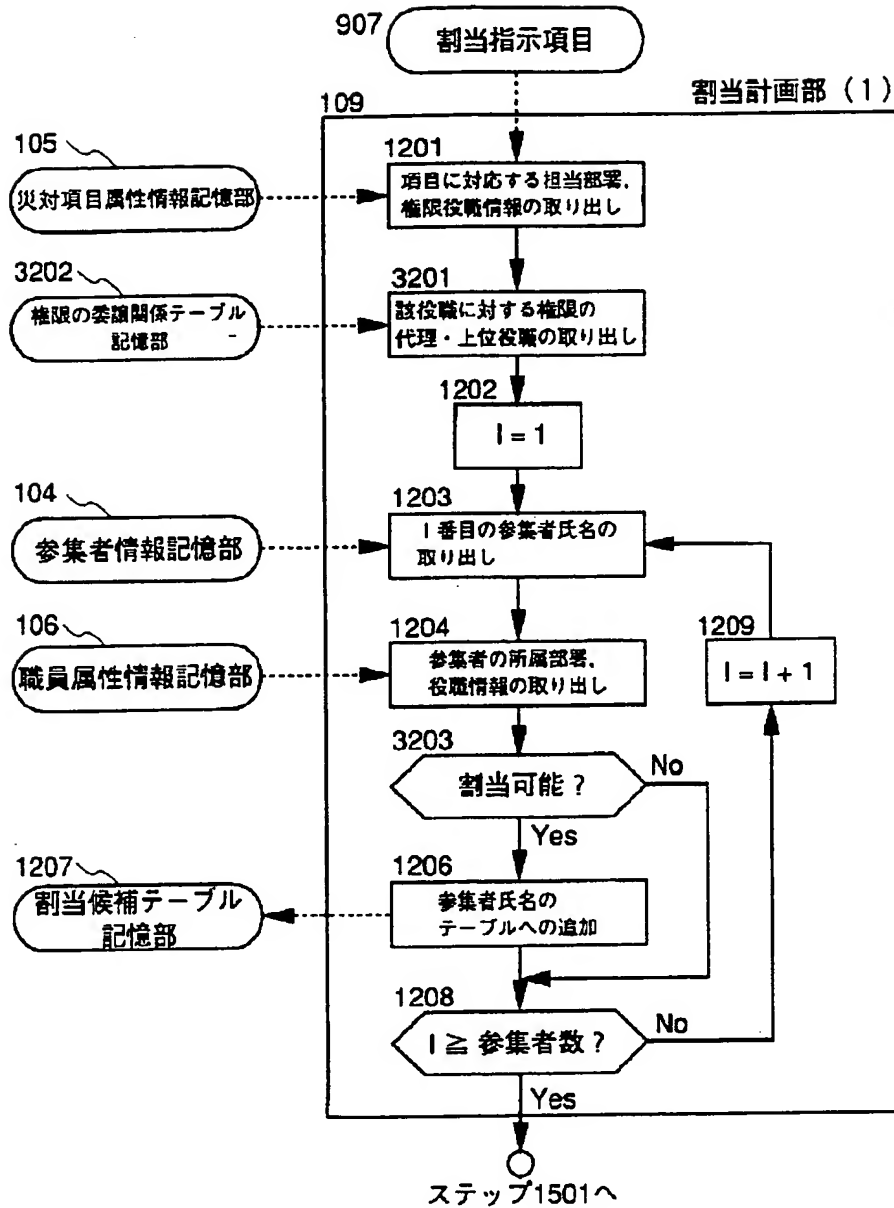 907
割当指示項目
109
割当計画部（1）
105
災対項目属性情報記憶部
1201
項目に対応する担当部署，
権限役職情報の取り出し
3202
権限の委譲関係テーブル
記憶部
3201
該役職に対する権限の
代理・上位役職の取り出し
1202
I = 1
104
参集者情報記憶部
1203
I 番目の参集者氏名の
取り出し
106
職員属性情報記憶部
1204
参集者の所属部署，
役職情報の取り出し
1209
I = I + 1
3203
割当可能？
No
Yes
1207
割当候補テーブル
記憶部
1206
参集者氏名の
テーブルへの追加
1208
I ≧ 参集者数？
No
Yes
ステップ1501へ